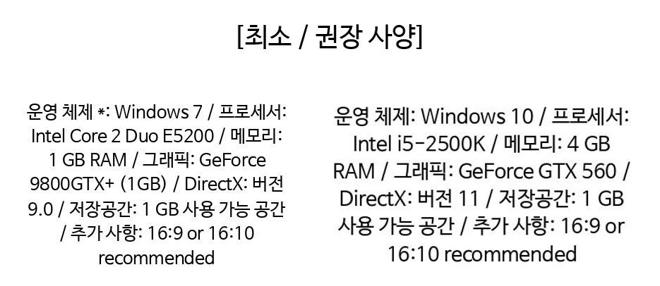 [최소 / 권장 사양]
운영 체제 *: Windows 7 / 프로세서:
Intel Core 2 Duo E5200 / 메모리:
1 GB RAM / 그래픽: GeForce
9800GTX+ (1GB) / DirectX: 버전
9.0 / 저장공간: 1 GB 사용 가능 공간
/ 추가 사항: 16:9 or 16:10
recommended
운영 체제: Windows 10 / 프로세서:
Intel i5-2500K / 메모리: 4 GB
RAM / 그래픽: GeForce GTX 560 /
DirectX: 버전 11 / 저장공간: 1 GB
사용 가능 공간 / 추가 사항: 16:9 or
16:10 recommended